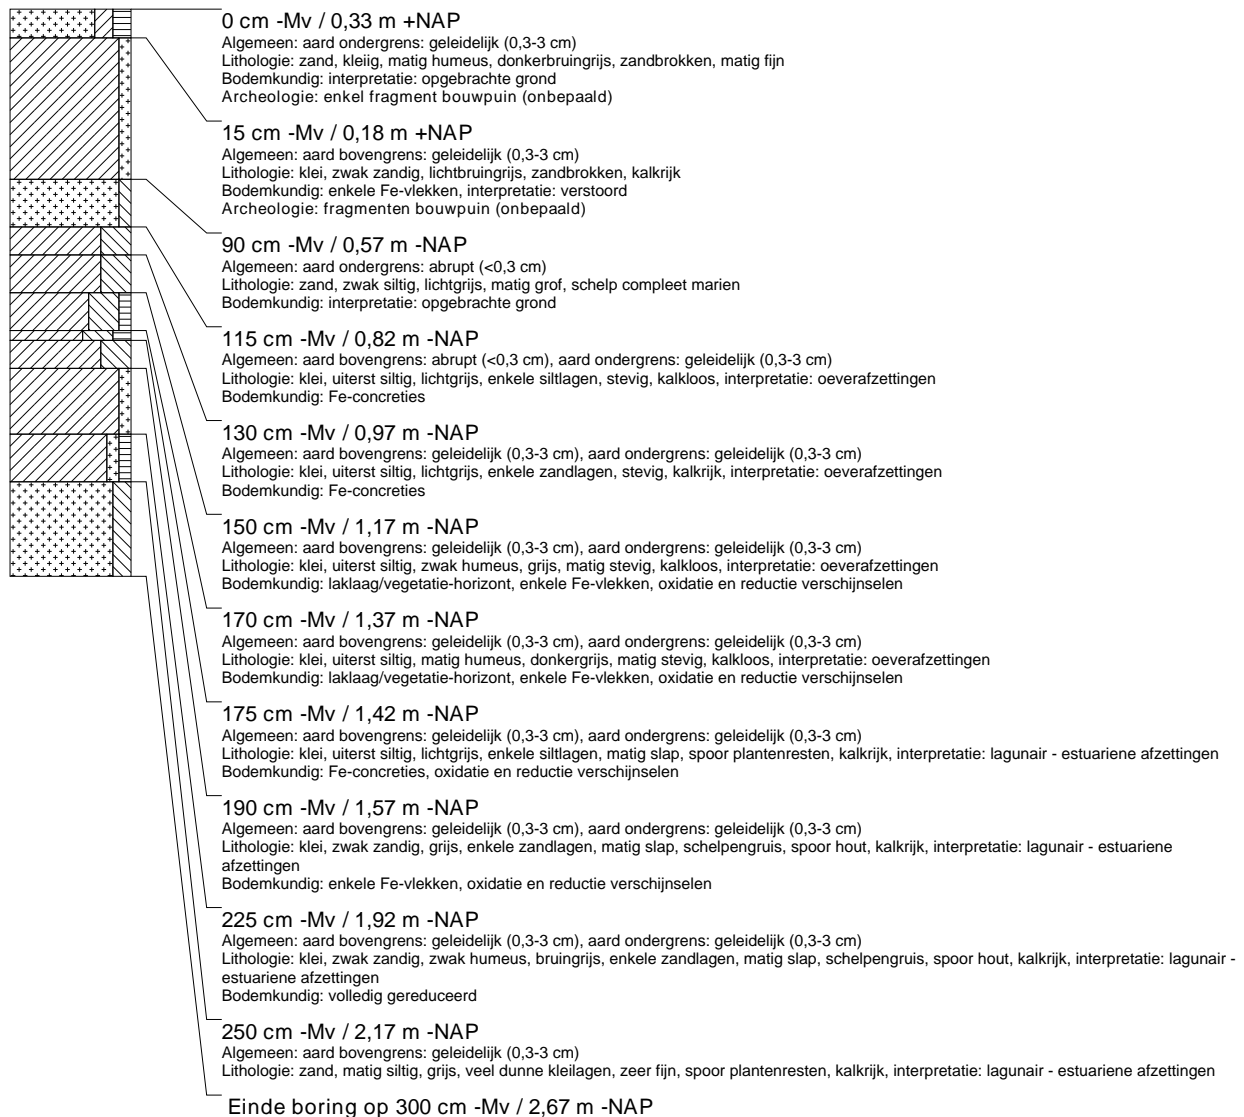 0 cm -Mv / 0,33 m +NAP
Algemeen: aard ondergrens: geleidelijk (0,3-3 cm)
Lithologie: zand, kleiig, matig humeus, donkerbruingrijs, zandbrokken, matig fijn
Bodemkundig: interpretatie: opgebrachte grond
Archeologie: enkel fragment bouwpuin (onbepaald)
15 cm -Mv / 0,18 m +NAP
Algemeen: aard bovengrens: geleidelijk (0,3-3 cm)
Lithologie: klei, zwak zandig, lichtbruingrijs, zandbrokken, kalkrijk
Bodemkundig: enkele Fe-vlekken, interpretatie: verstoord
Archeologie: fragmenten bouwpuin (onbepaald)
90 cm -Mv / 0,57 m -NAP
Algemeen: aard ondergrens: abrupt (<0,3 cm)
Lithologie: zand, zwak siltig, lichtgrijs, matig grof, schelp compleet marien
Bodemkundig: interpretatie: opgebrachte grond
115 cm -Mv / 0,82 m -NAP
Algemeen: aard bovengrens: abrupt (<0,3 cm), aard ondergrens: geleidelijk (0,3-3 cm)
Lithologie: klei, uiterst siltig, lichtgrijs, enkele siltlagen, stevig, kalkloos, interpretatie: oeverafzettingen
Bodemkundig: Fe-concreties
130 cm -Mv / 0,97 m -NAP
Algemeen: aard bovengrens: geleidelijk (0,3-3 cm), aard ondergrens: geleidelijk (0,3-3 cm)
Lithologie: klei, uiterst siltig, lichtgrijs, enkele zandlagen, stevig, kalkrijk, interpretatie: oeverafzettingen
Bodemkundig: Fe-concreties
150 cm -Mv / 1,17 m -NAP
Algemeen: aard bovengrens: geleidelijk (0,3-3 cm), aard ondergrens: geleidelijk (0,3-3 cm)
Lithologie: klei, uiterst siltig, zwak humeus, grijs, matig stevig, kalkloos, interpretatie: oeverafzettingen
Bodemkundig: laklaag/vegetatie-horizont, enkele Fe-vlekken, oxidatie en reductie verschijnselen
170 cm -Mv / 1,37 m -NAP
Algemeen: aard bovengrens: geleidelijk (0,3-3 cm), aard ondergrens: geleidelijk (0,3-3 cm)
Lithologie: klei, uiterst siltig, matig humeus, donkergrijs, matig stevig, kalkloos, interpretatie: oeverafzettingen
Bodemkundig: laklaag/vegetatie-horizont, enkele Fe-vlekken, oxidatie en reductie verschijnselen
175 cm -Mv / 1,42 m -NAP
Algemeen: aard bovengrens: geleidelijk (0,3-3 cm), aard ondergrens: geleidelijk (0,3-3 cm)
Lithologie: klei, uiterst siltig, lichtgrijs, enkele siltlagen, matig slap, spoor plantenresten, kalkrijk, interpretatie: lagunair - estuariene afzettingen
Bodemkundig: Fe-concreties, oxidatie en reductie verschijnselen
190 cm -Mv / 1,57 m -NAP
Algemeen: aard bovengrens: geleidelijk (0,3-3 cm), aard ondergrens: geleidelijk (0,3-3 cm)
Lithologie: klei, zwak zandig, grijs, enkele zandlagen, matig slap, schelpengruis, spoor hout, kalkrijk, interpretatie: lagunair - estuariene
afzettingen
Bodemkundig: enkele Fe-vlekken, oxidatie en reductie verschijnselen
225 cm -Mv / 1,92 m -NAP
Algemeen: aard bovengrens: geleidelijk (0,3-3 cm), aard ondergrens: geleidelijk (0,3-3 cm)
Lithologie: klei, zwak zandig, zwak humeus, bruingrijs, enkele zandlagen, matig slap, schelpengruis, spoor hout, kalkrijk, interpretatie: lagunair -
estuariene afzettingen
Bodemkundig: volledig gereduceerd
250 cm -Mv / 2,17 m -NAP
Algemeen: aard bovengrens: geleidelijk (0,3-3 cm)
Lithologie: zand, matig siltig, grijs, veel dunne kleilagen, zeer fijn, spoor plantenresten, kalkrijk, interpretatie: lagunair - estuariene afzettingen
Einde boring op 300 cm -Mv / 2,67 m -NAP